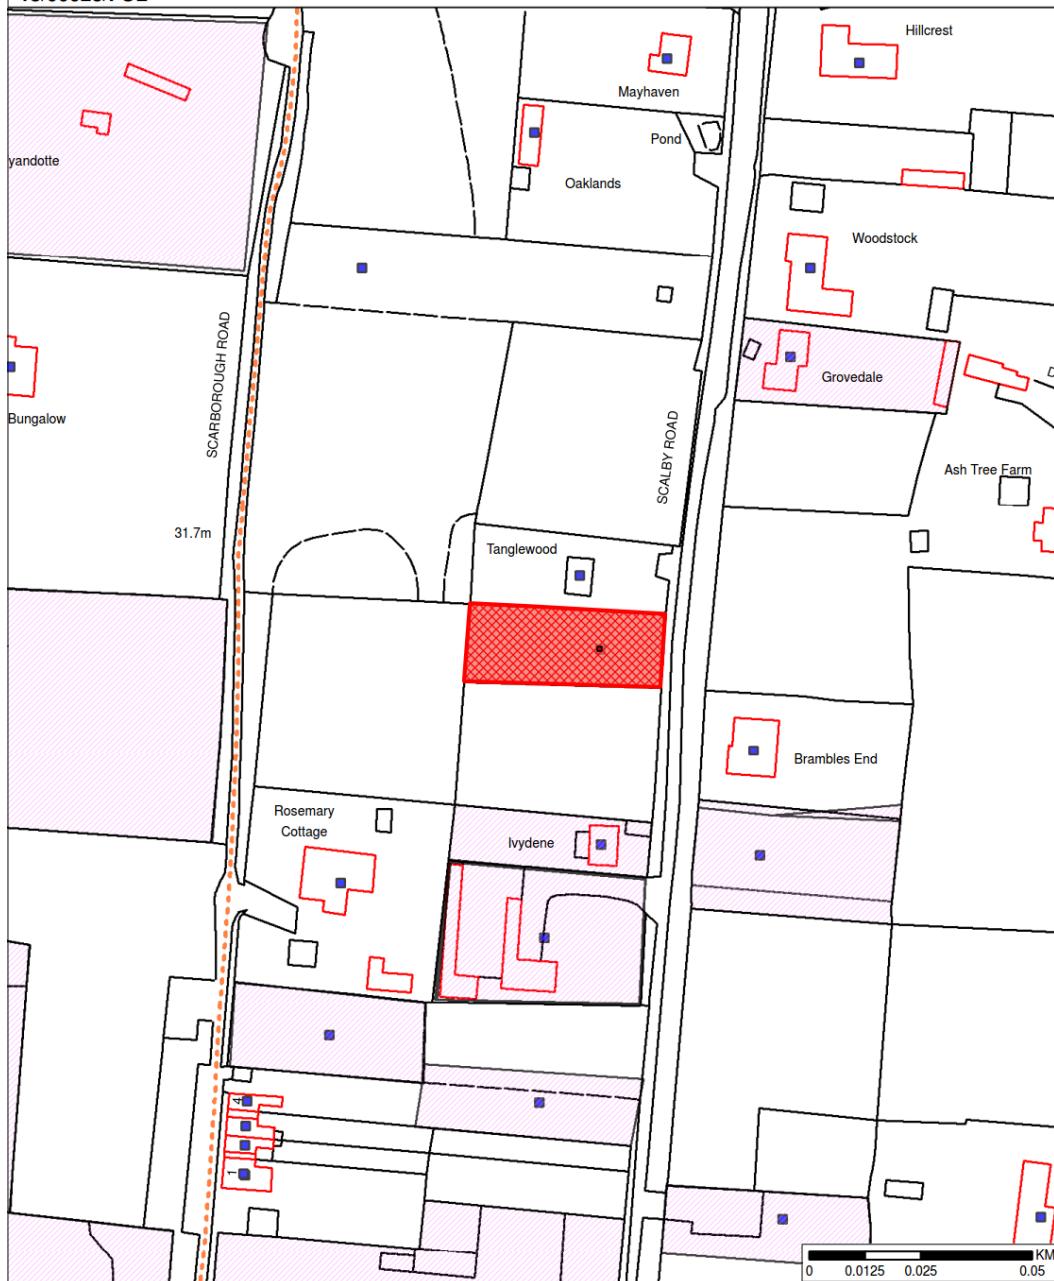 Hillcrest
Mayhaven
Pond
yandotte
Oaklands
Woodstock
SCARBOROUGH ROAD
Grovedale
Bungalow
SCALBY ROAD
Ash Tree Farm
31.7m
Tanglewood
Brambles End
Rosemary
Cottage
Ivydene
4
1
KM
0 0.0125 0.025 0.05